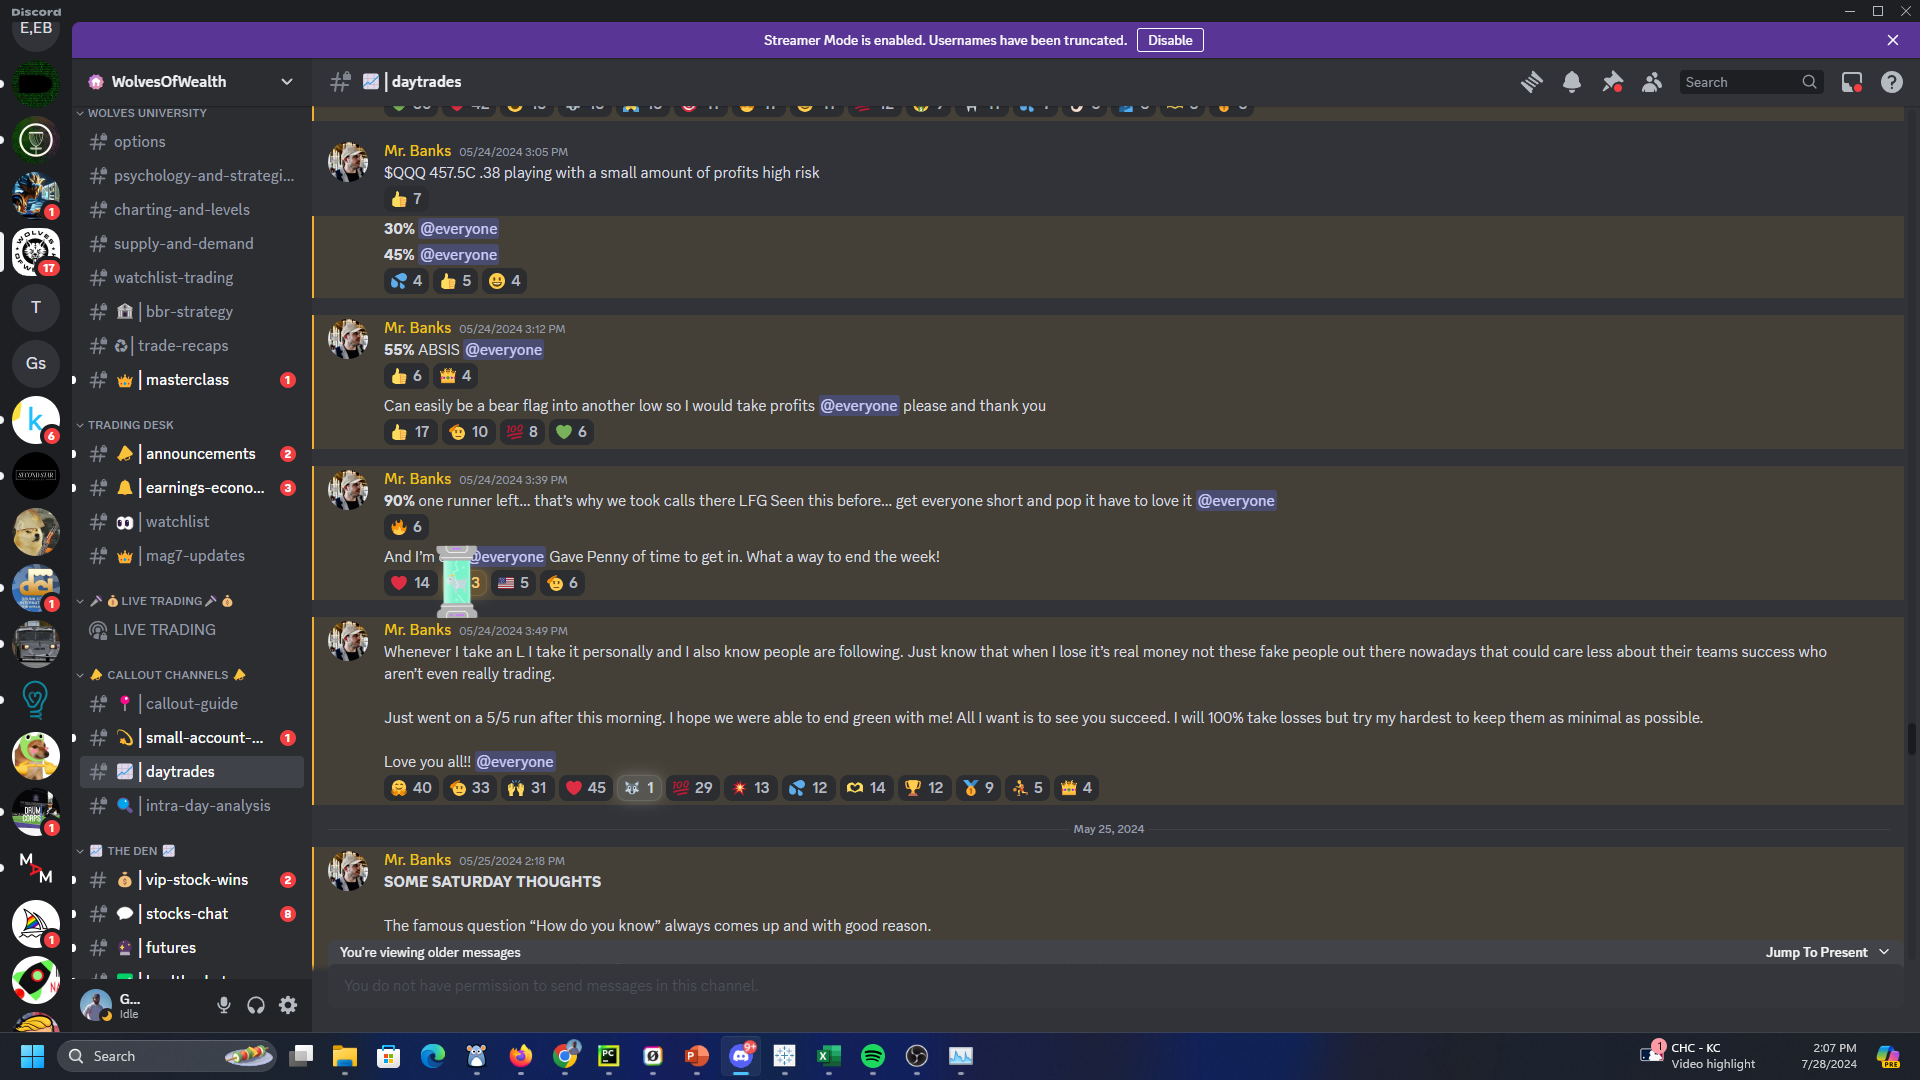 Discord
E,EB
Streamer Mode is enabled. Usernames have been truncated. Disable
WolvesOfWealth
| daytrades
Search
WOLVES UNIVERSITY
options
psychology-and-strategi...
charting-and-levels
supply-and-demand
watchlist-trading
| bbr-strategy
| trade-recaps
| masterclass 1
TRADING DESK
| announcements 2
| earnings-econo... 3
| watchlist
| mag7-updates
LIVE TRADING
LIVE TRADING
CALLOUT CHANNELS
| callout-guide
| small-account-... 1
| daytrades
| intra-day-analysis
THE DEN
| vip-stock-wins 2
| stocks-chat 8
| futures
1
17
T
Gs
k
6
SECOND STAR
1
DRUM CORPS
1
M A M
1
G...
Idle
Mr. Banks 05/24/2024 3:05 PM
$QQQ 457.5C .38 playing with a small amount of profits high risk
7
30% @everyone
45% @everyone
4 5 4
Mr. Banks 05/24/2024 3:12 PM
55% ABSIS @everyone
6 4
Can easily be a bear flag into another low so I would take profits @everyone please and thank you
17 10 8 6
Mr. Banks 05/24/2024 3:39 PM
90% one runner left... that's why we took calls there LFG Seen this before... get everyone short and pop it have to love it @everyone
6
And I'm @everyone Gave Penny of time to get in. What a way to end the week!
14 3 5 6
Mr. Banks 05/24/2024 3:49 PM
Whenever I take an L I take it personally and I also know people are following. Just know that when I lose it's real money not these fake people out there nowadays that could care less about their teams success who
aren't even really trading.
Just went on a 5/5 run after this morning. I hope we were able to end green with me! All I want is to see you succeed. I will 100% take losses but try my hardest to keep them as minimal as possible.
Love you all!! @everyone
40 33 31 45 1 29 13 12 14 12 9 5 4
May 25, 2024
Mr. Banks 05/25/2024 2:18 PM
SOME SATURDAY THOUGHTS
The famous question “How do you know” always comes up and with good reason.
You're viewing older messages
Jump To Present
You do not have permission to send messages in this channel.
Search
PC
9+
1
CHC - KC
Video highlight
2:07 PM
7/28/2024
PRE